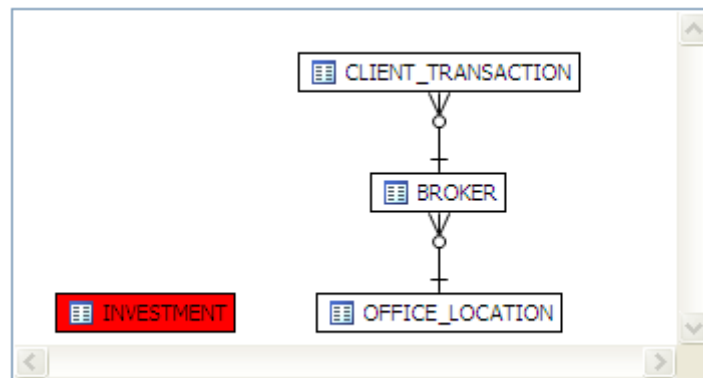 CLIENT_TRANSACTION
BROKER
INVESTMENT
OFFICE_LOCATION